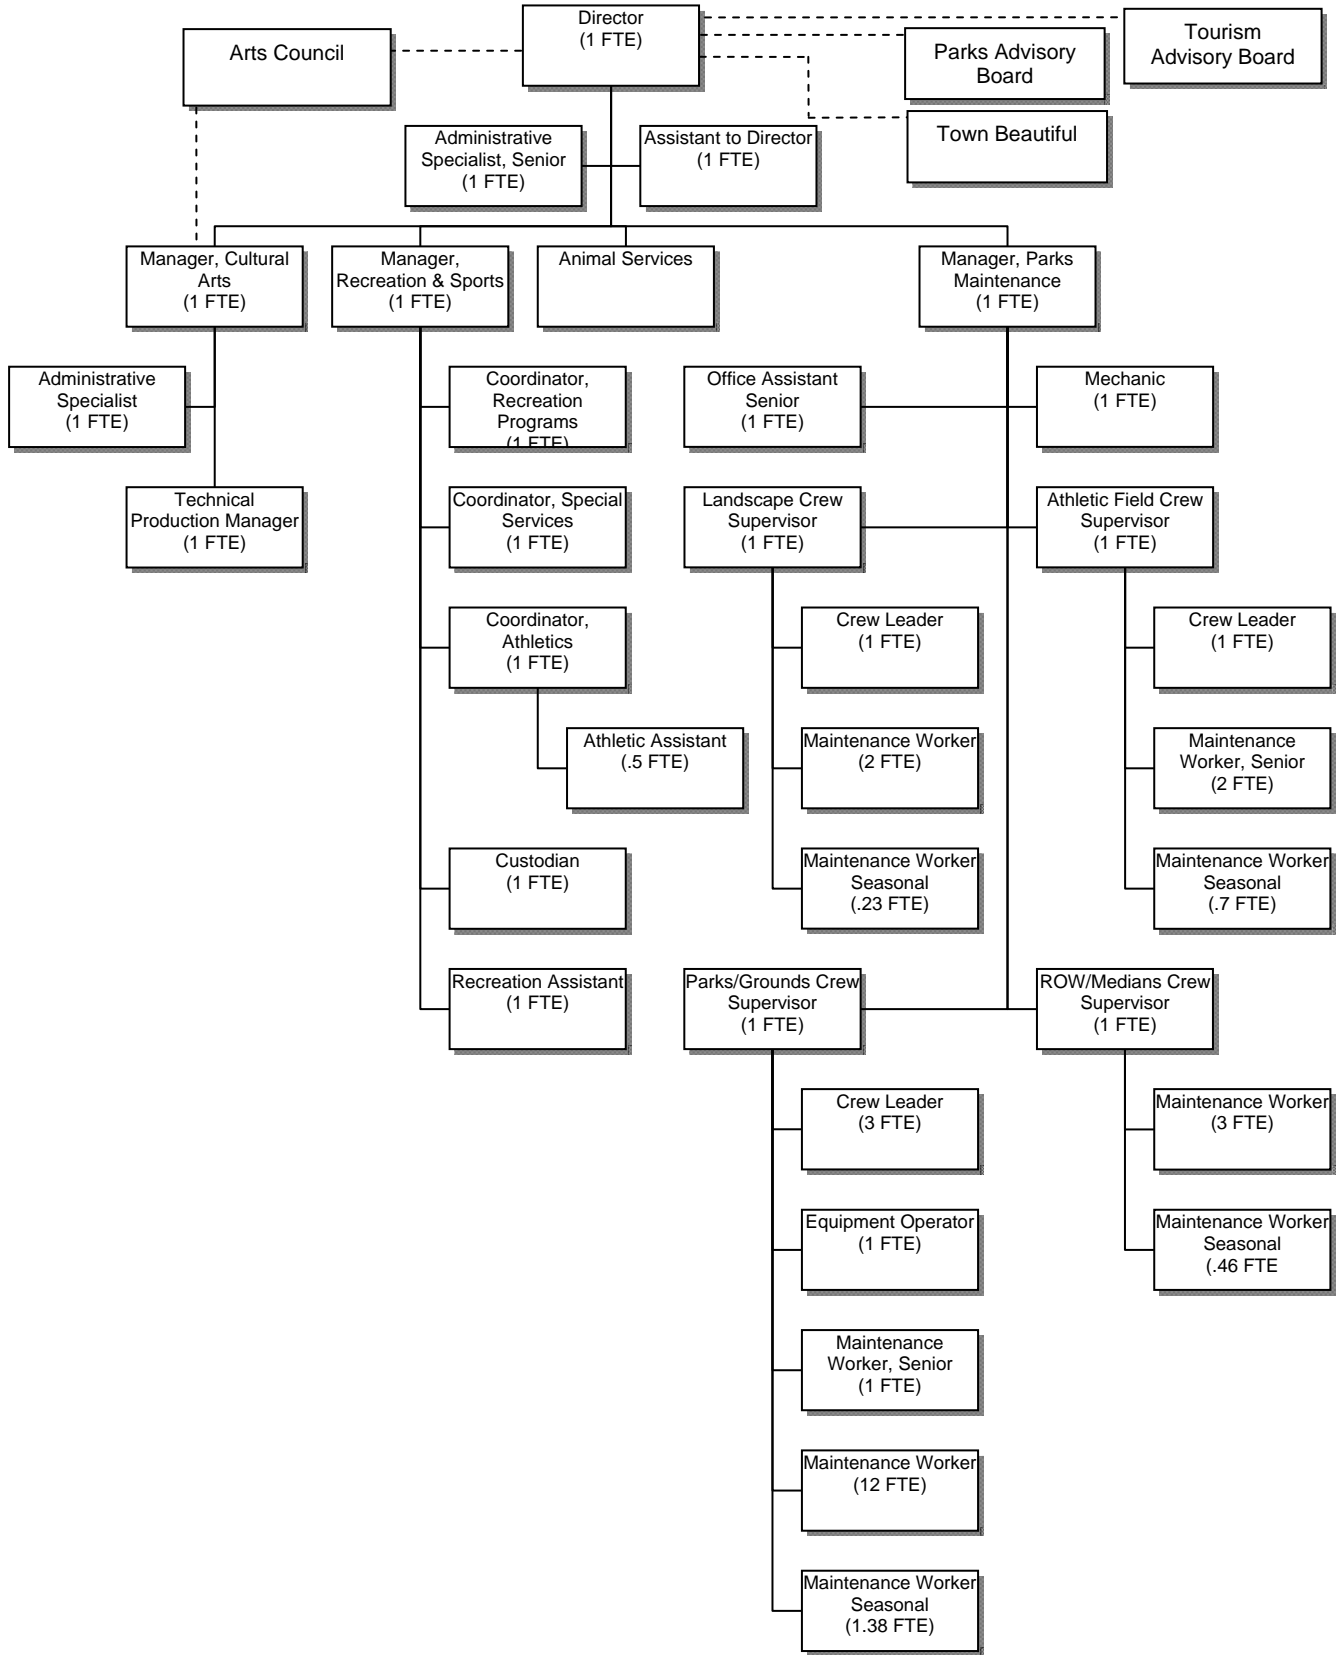 Director
(1 FTE)
Arts Council
Parks Advisory
Board
Tourism
Advisory Board
Town Beautiful
Administrative
Specialist, Senior
(1 FTE)
Assistant to Director
(1 FTE)
Manager, Cultural
Arts
(1 FTE)
Manager,
Recreation & Sports
(1 FTE)
Animal Services
Manager, Parks
Maintenance
(1 FTE)
Administrative
Specialist
(1 FTE)
Coordinator,
Recreation
Programs
(1 FTE)
Office Assistant
Senior
(1 FTE)
Mechanic
(1 FTE)
Technical
Production Manager
(1 FTE)
Coordinator, Special
Services
(1 FTE)
Landscape Crew
Supervisor
(1 FTE)
Athletic Field Crew
Supervisor
(1 FTE)
Coordinator,
Athletics
(1 FTE)
Crew Leader
(1 FTE)
Crew Leader
(1 FTE)
Athletic Assistant
(.5 FTE)
Maintenance Worker
(2 FTE)
Maintenance
Worker, Senior
(2 FTE)
Custodian
(1 FTE)
Maintenance Worker
Seasonal
(.23 FTE)
Maintenance Worker
Seasonal
(.7 FTE)
Recreation Assistant
(1 FTE)
Parks/Grounds Crew
Supervisor
(1 FTE)
ROW/Medians Crew
Supervisor
(1 FTE)
Crew Leader
(3 FTE)
Maintenance Worker
(3 FTE)
Equipment Operator
(1 FTE)
Maintenance Worker
Seasonal
(.46 FTE
Maintenance
Worker, Senior
(1 FTE)
Maintenance Worker
(12 FTE)
Maintenance Worker
Seasonal
(1.38 FTE)